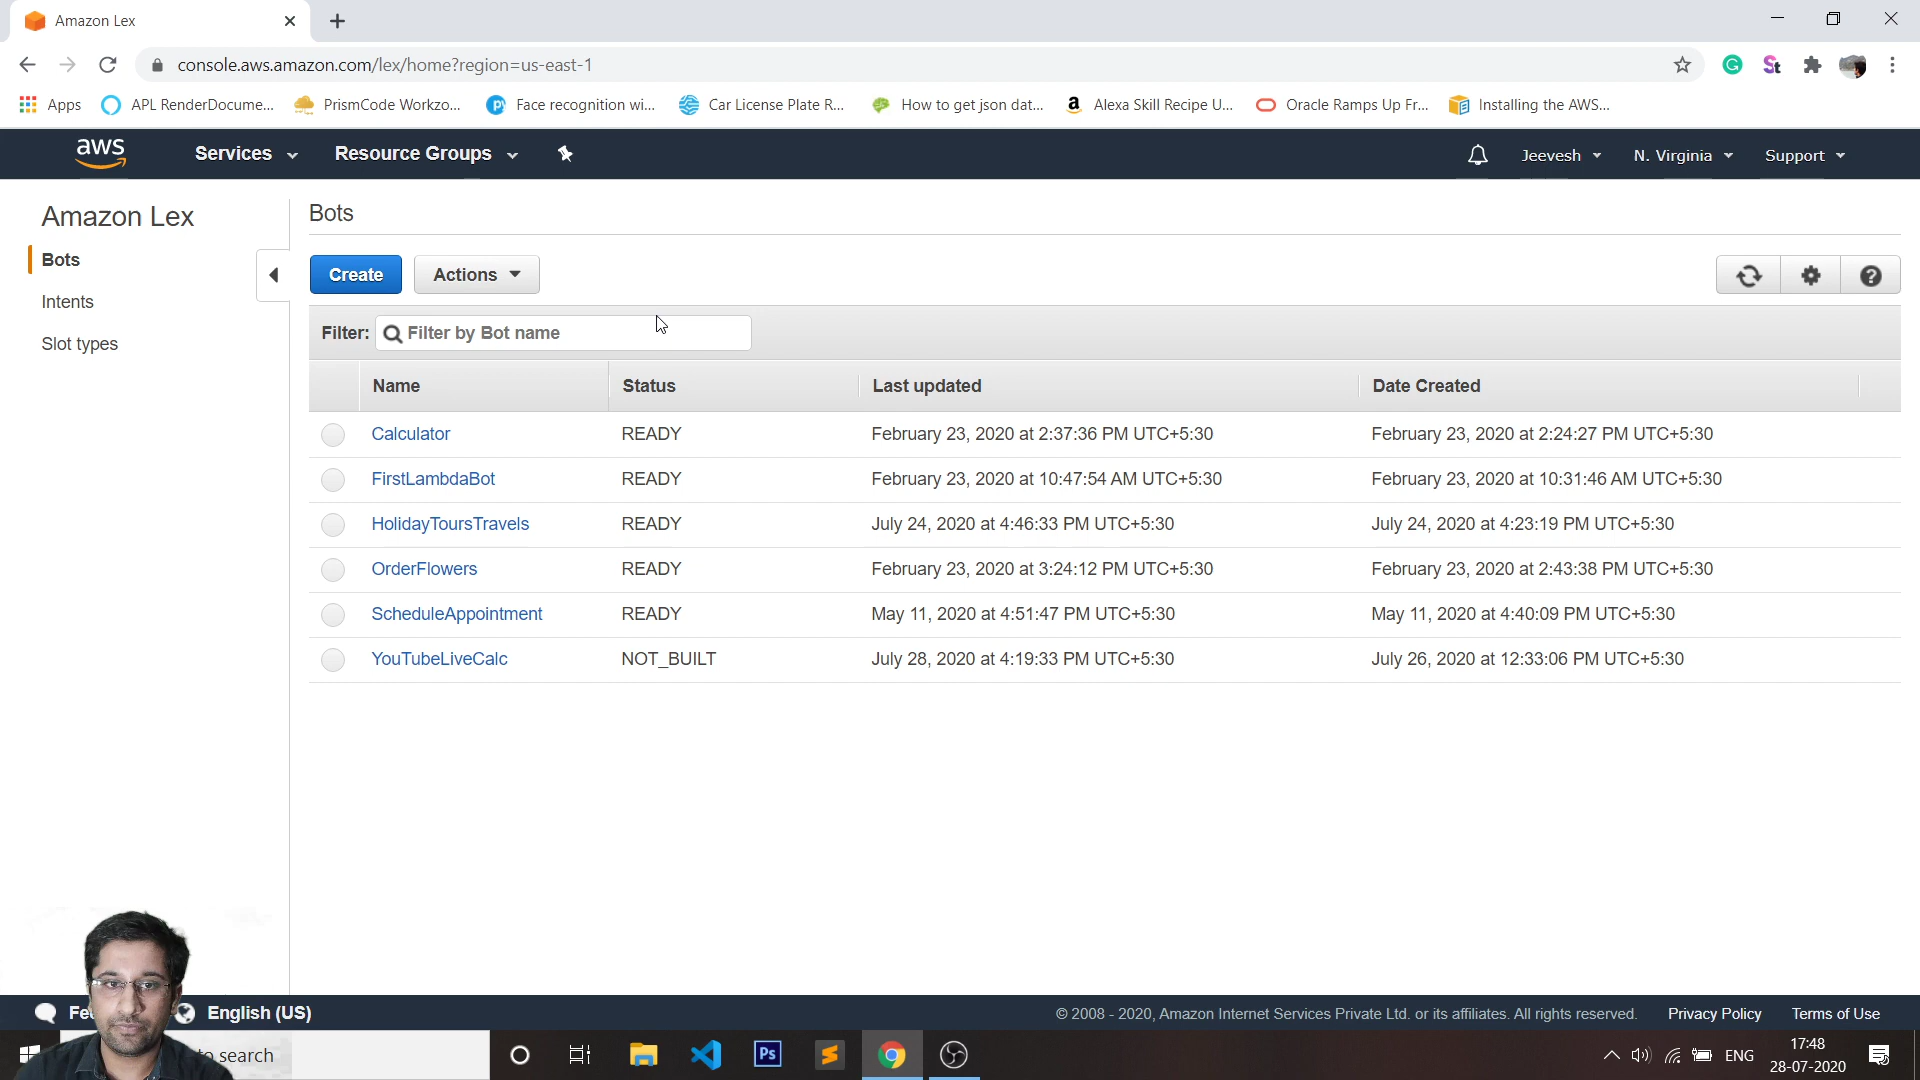 Amazon Lex
console.aws.amazon.com/lex/home?region=us-east-1
Apps APL RenderDocume... PrismCode Workzo... Face recognition wi... Car License Plate R... How to get json dat... Alexa Skill Recipe U... Oracle Ramps Up Fr... Installing the AWS...
aws Services Resource Groups Jeevesh N. Virginia Support
Amazon Lex
Bots
Intents
Slot types
Bots
Create Actions
Filter: Filter by Bot name
Name Status Last updated Date Created
Calculator READY February 23, 2020 at 2:37:36 PM UTC+5:30 February 23, 2020 at 2:24:27 PM UTC+5:30
FirstLambdaBot READY February 23, 2020 at 10:47:54 AM UTC+5:30 February 23, 2020 at 10:31:46 AM UTC+5:30
HolidayToursTravels READY July 24, 2020 at 4:46:33 PM UTC+5:30 July 24, 2020 at 4:23:19 PM UTC+5:30
OrderFlowers READY February 23, 2020 at 3:24:12 PM UTC+5:30 February 23, 2020 at 2:43:38 PM UTC+5:30
ScheduleAppointment READY May 11, 2020 at 4:51:47 PM UTC+5:30 May 11, 2020 at 4:40:09 PM UTC+5:30
YouTubeLiveCalc NOT_BUILT July 28, 2020 at 4:19:33 PM UTC+5:30 July 26, 2020 at 12:33:06 PM UTC+5:30
English (US) © 2008 - 2020, Amazon Internet Services Private Ltd. or its affiliates. All rights reserved. Privacy Policy Terms of Use
to search Ps ENG 17:48
28-07-2020